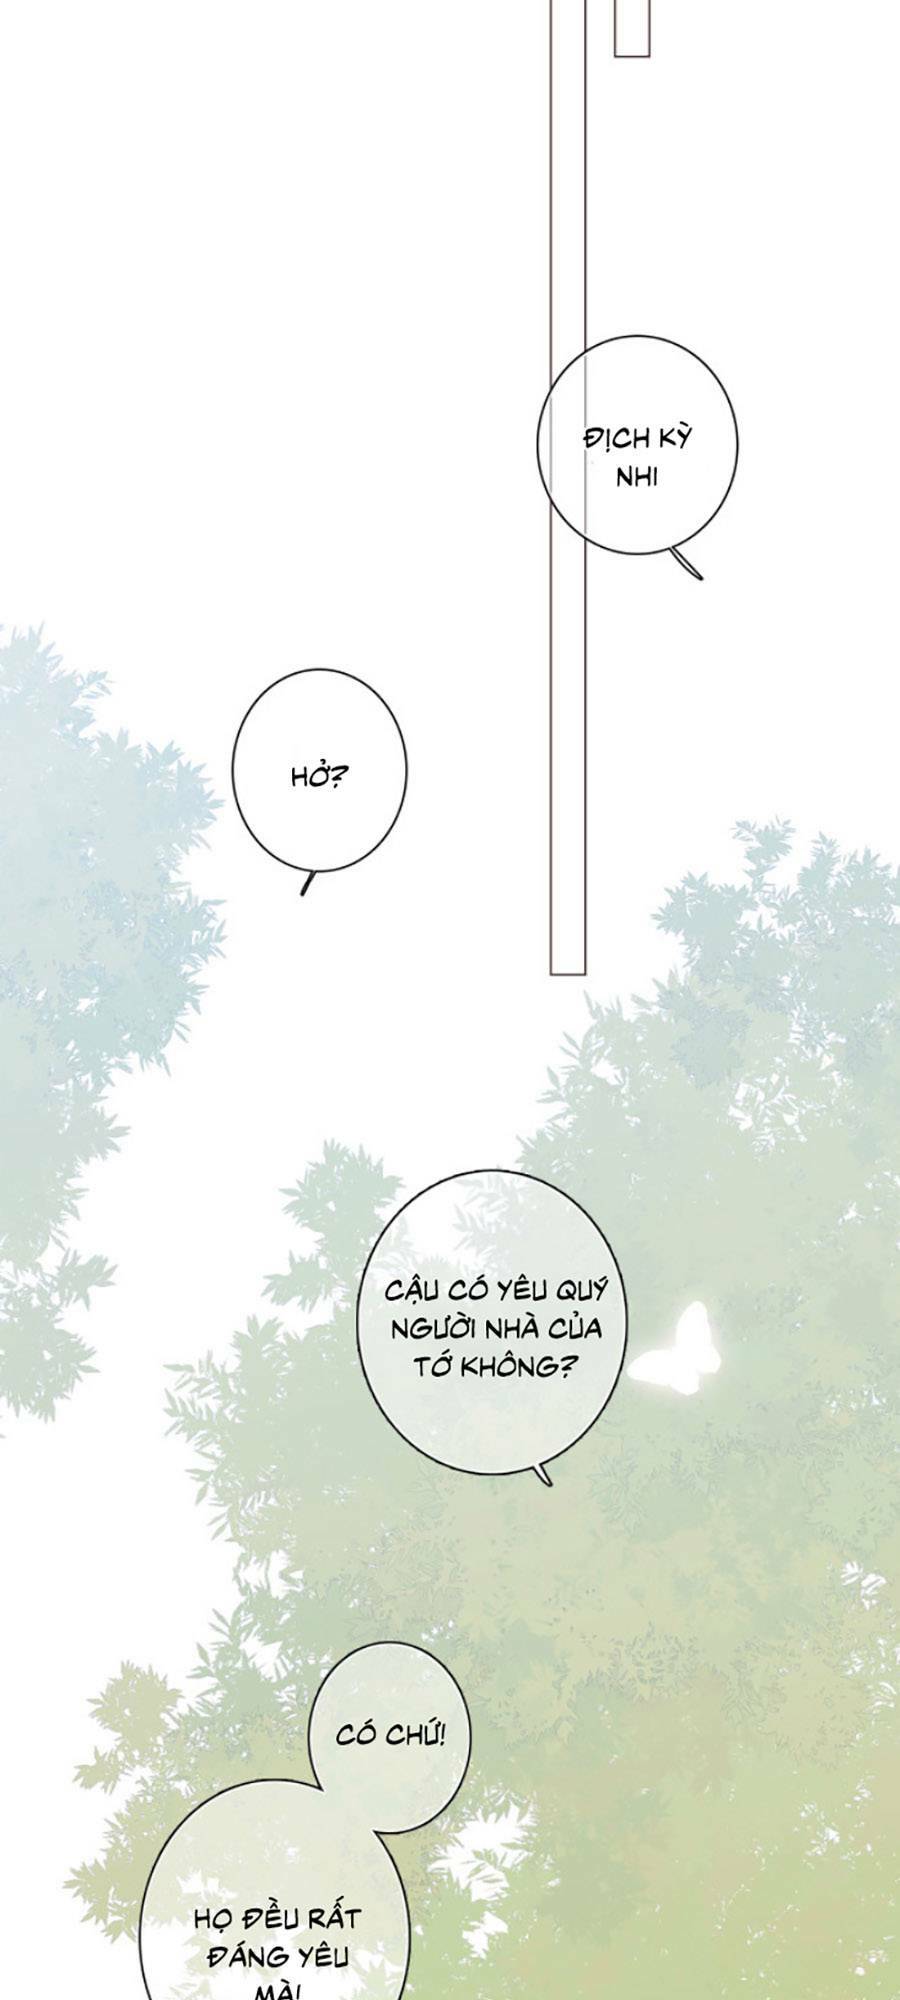 ĐỊCH KỲ
NHI
HỞ?
CẬU CÓ YÊU QUÝ
NGƯỜI NHÀ CỦA
TỚ KHÔNG?
CÓ CHỨ!
HỌ ĐỀU RẤT
ĐÁNG YÊU
MÀ!